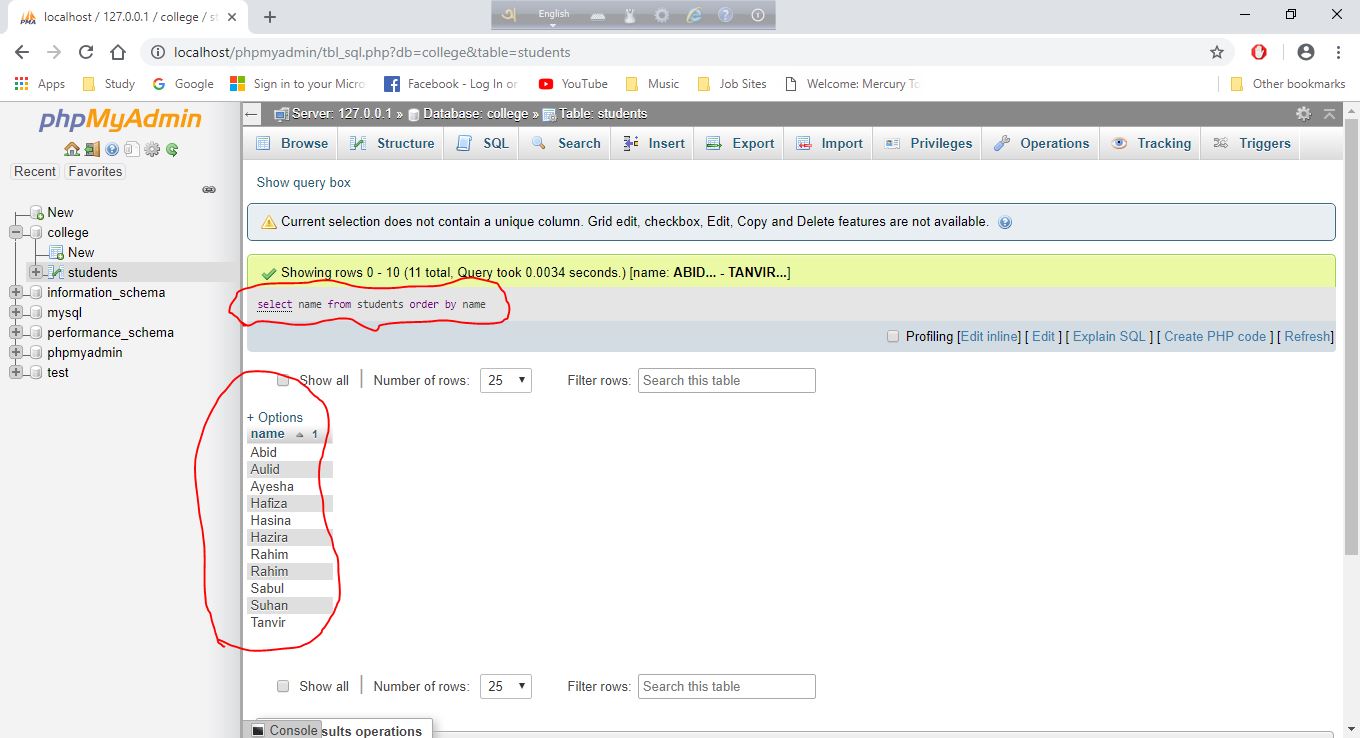 localhost / 127.0.0.1 / college / st
English
localhost/phpmyadmin/tbl_sql.php?db=college&table=students
Apps Study Google Sign in to your Micro Facebook - Log In or YouTube Music Job Sites Welcome: Mercury To Other bookmarks
phpMyAdmin
Recent Favorites
New
college
New
students
information_schema
mysql
performance_schema
phpmyadmin
test
Server: 127.0.0.1 » Database: college » Table: students
Browse Structure SQL Search Insert Export Import Privileges Operations Tracking Triggers
Show query box
Current selection does not contain a unique column. Grid edit, checkbox, Edit, Copy and Delete features are not available.
Showing rows 0 - 10 (11 total, Query took 0.0034 seconds.) [name: ABID... - TANVIR...]
select name from students order by name
Profiling [Edit inline] [ Edit ] [ Explain SQL ] [ Create PHP code ] [ Refresh]
Show all Number of rows: 25 Filter rows: Search this table
+ Options
name 1
Abid
Aulid
Ayesha
Hafiza
Hasina
Hazira
Rahim
Rahim
Sabul
Suhan
Tanvir
Show all Number of rows: 25 Filter rows: Search this table
Console sults operations